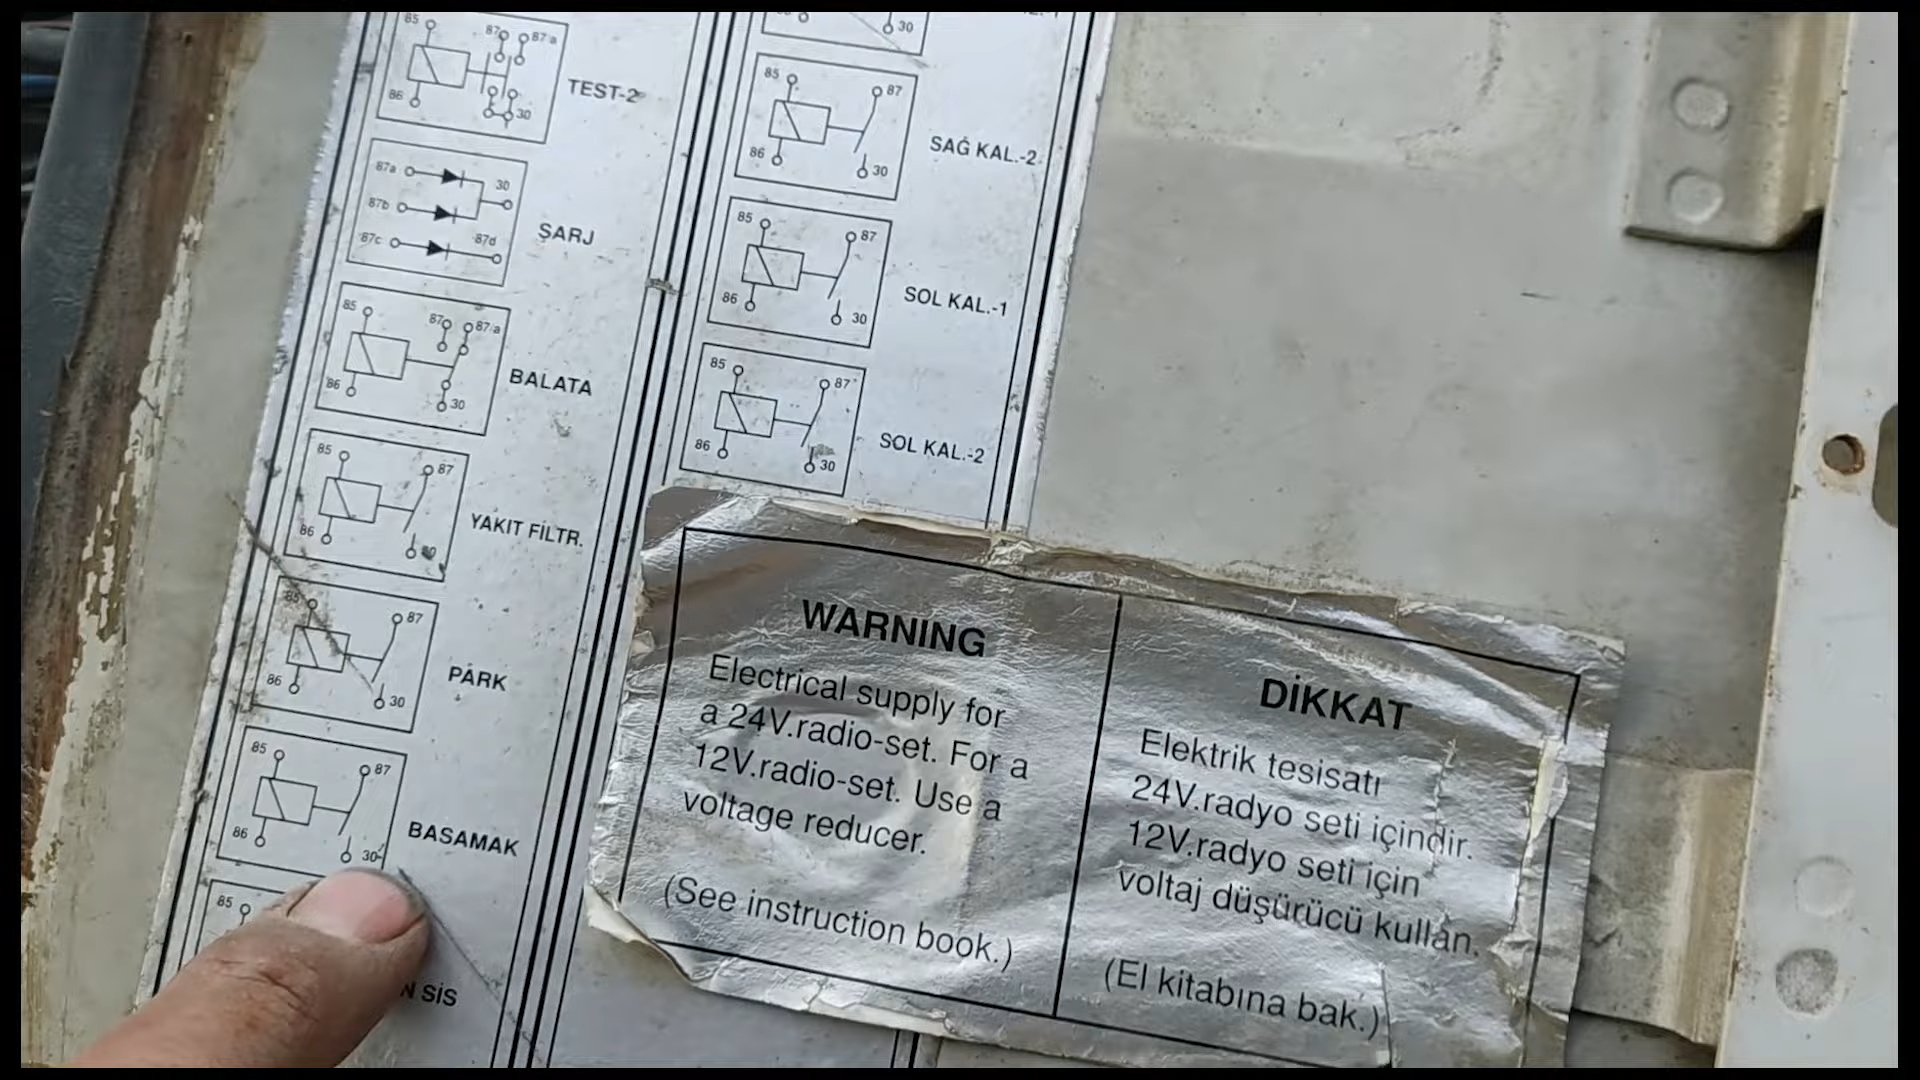 85
87
87a
86
30
TEST-2
87a
30
87b
87c
87d
ŞARJ
85
87
87a
86
30
BALATA
85
87
86
YAKIT FİLTR.
85
87
86
30
PARK
85
87
86
30
BASAMAK
85
SİS
30
85
87
86
30
SAĞ KAL.-2
85
87
86
30
SOL KAL.-1
85
87
86
30
SOL KAL.-2
WARNING
Electrical supply for
a 24V.radio-set. For a
12V.radio-set. Use a
voltage reducer.
(See instruction book.)
DİKKAT
Elektrik tesisatı
24V.radyo seti içindir.
12V.radyo seti için
voltaj düşürücü kullan.
(El kitabına bak.)